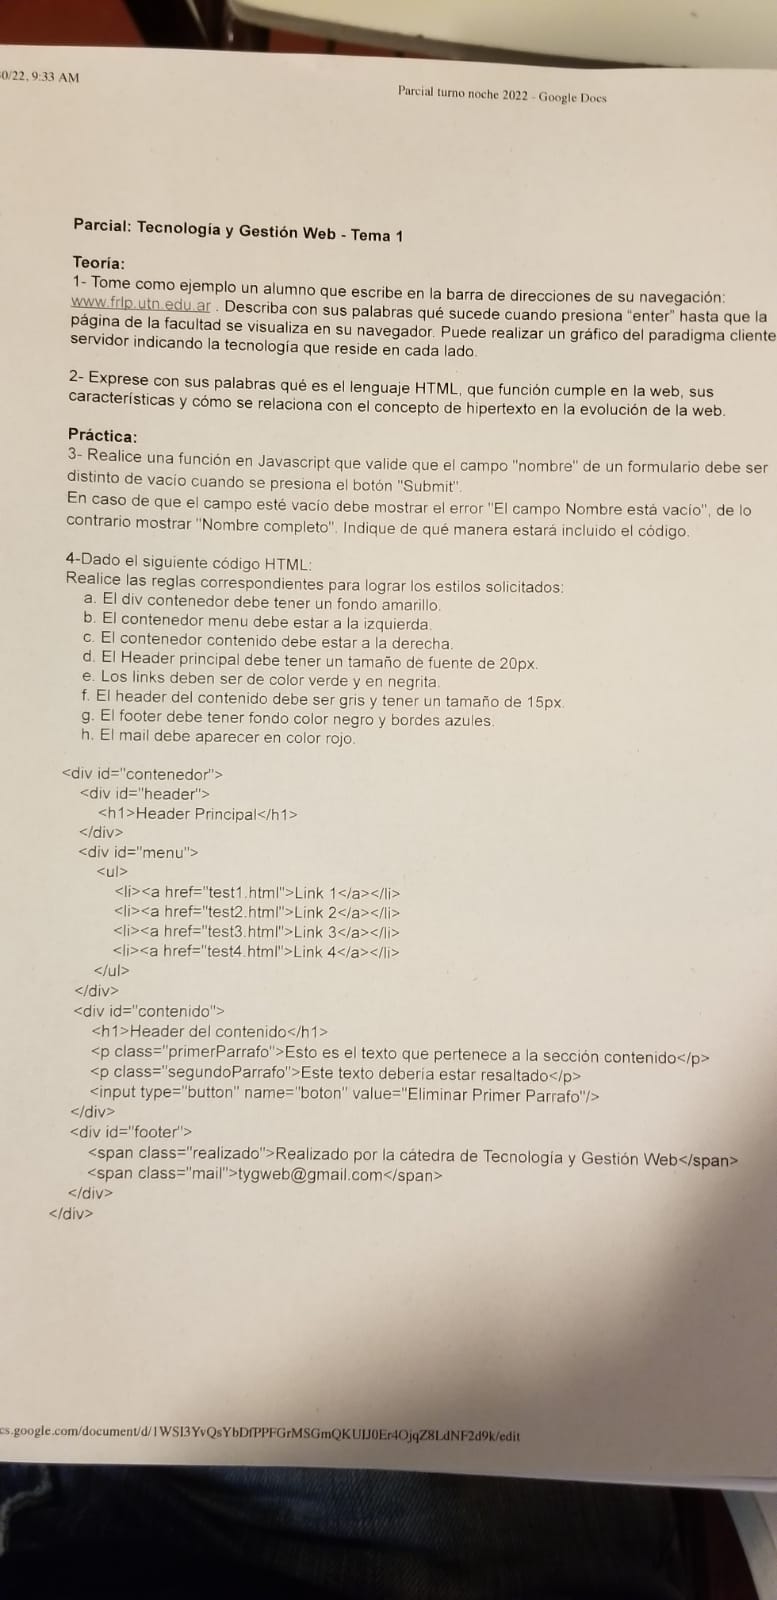 0/22, 9:33 AM
Parcial turno noche 2022 - Google Docs
Parcial: Tecnología y Gestión Web - Tema 1
Teoría:
1- Tome como ejemplo un alumno que escribe en la barra de direcciones de su navegación:
www.frlp.utn.edu.ar . Describa con sus palabras qué sucede cuando presiona "enter" hasta que la
página de la facultad se visualiza en su navegador. Puede realizar un gráfico del paradigma cliente
servidor indicando la tecnología que reside en cada lado.
2- Exprese con sus palabras qué es el lenguaje HTML, que función cumple en la web, sus
características y cómo se relaciona con el concepto de hipertexto en la evolución de la web.
Práctica:
3- Realice una función en Javascript que valide que el campo "nombre" de un formulario debe ser
distinto de vacío cuando se presiona el botón "Submit".
En caso de que el campo esté vacío debe mostrar el error "El campo Nombre está vacío", de lo
contrario mostrar "Nombre completo". Indique de qué manera estará incluido el código.
4-Dado el siguiente código HTML:
Realice las reglas correspondientes para lograr los estilos solicitados:
a. El div contenedor debe tener un fondo amarillo.
b. El contenedor menu debe estar a la izquierda.
c. El contenedor contenido debe estar a la derecha.
d. El Header principal debe tener un tamaño de fuente de 20px.
e. Los links deben ser de color verde y en negrita.
f. El header del contenido debe ser gris y tener un tamaño de 15px.
g. El footer debe tener fondo color negro y bordes azules.
h. El mail debe aparecer en color rojo.
<div id="contenedor">
<div id="header">
<h1>Header Principal</h1>
</div>
<div id="menu">
<ul>
<li><a href="test1.html">Link 1</a></li>
<li><a href="test2.html">Link 2</a></li>
<li><a href="test3.html">Link 3</a></li>
<li><a href="test4.html">Link 4</a></li>
</ul>
</div>
<div id="contenido">
<h1>Header del contenido</h1>
<p class="primerParrafo">Esto es el texto que pertenece a la sección contenido</p>
<p class="segundoParrafo">Este texto debería estar resaltado</p>
<input type="button" name="boton" value="Eliminar Primer Parrafo"/>
</div>
<div id="footer">
<span class="realizado">Realizado por la cátedra de Tecnología y Gestión Web</span>
<span class="mail">tygweb@gmail.com</span>
</div>
</div>